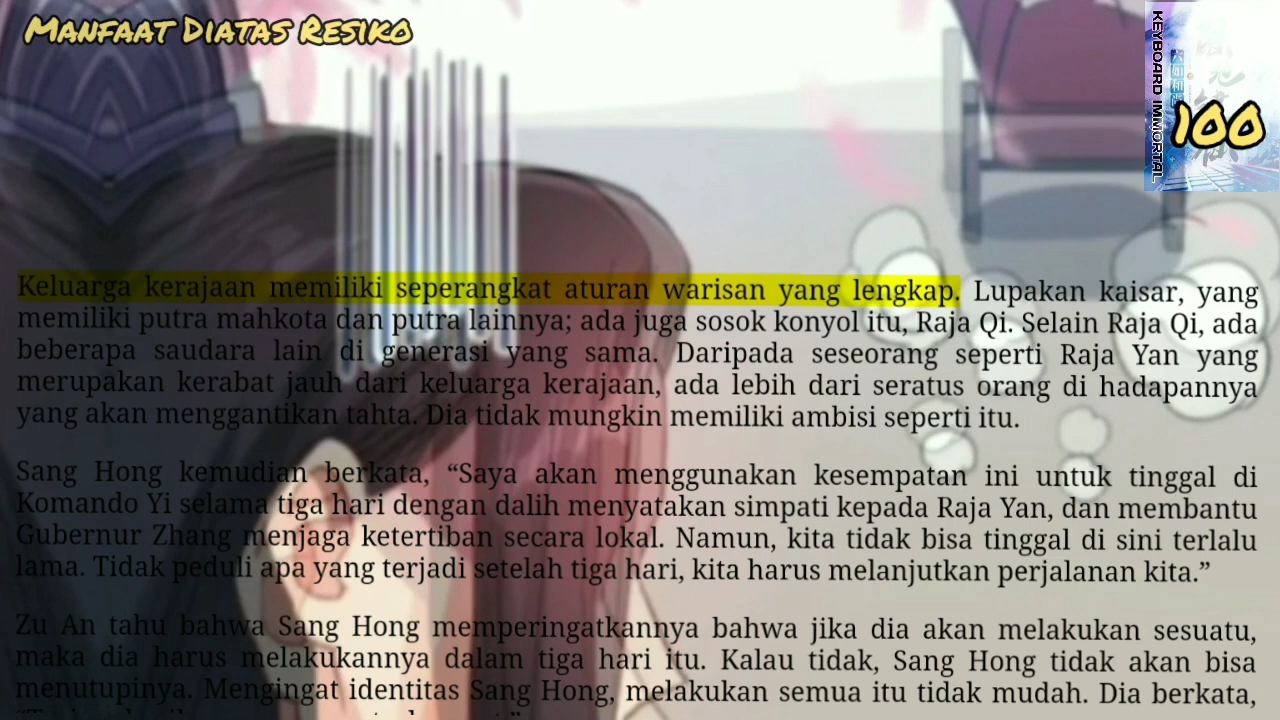 Manfaat Diatas Resiko
KEYBOARD IMMORTAL
100
Keluarga kerajaan memiliki seperangkat aturan warisan yang lengkap. Lupakan kaisar, yang
memiliki putra mahkota dan putra lainnya; ada juga sosok konyol itu, Raja Qi. Selain Raja Qi, ada
beberapa saudara lain di generasi yang sama. Daripada seseorang seperti Raja Yan yang
merupakan kerabat jauh dari keluarga kerajaan, ada lebih dari seratus orang di hadapannya
yang akan menggantikan tahta. Dia tidak mungkin memiliki ambisi seperti itu.
Sang Hong kemudian berkata, “Saya akan menggunakan kesempatan ini untuk tinggal di
Komando Yi selama tiga hari dengan dalih menyatakan simpati kepada Raja Yan, dan membantu
Gubernur Zhang menjaga ketertiban secara lokal. Namun, kita tidak bisa tinggal di sini terlalu
lama. Tidak peduli apa yang terjadi setelah tiga hari, kita harus melanjutkan perjalanan kita.”
Zu An tahu bahwa Sang Hong memperingatkannya bahwa jika dia akan melakukan sesuatu,
maka dia harus melakukannya dalam tiga hari itu. Kalau tidak, Sang Hong tidak akan bisa
menutupinya. Mengingat identitas Sang Hong, melakukan semua itu tidak mudah. Dia berkata,